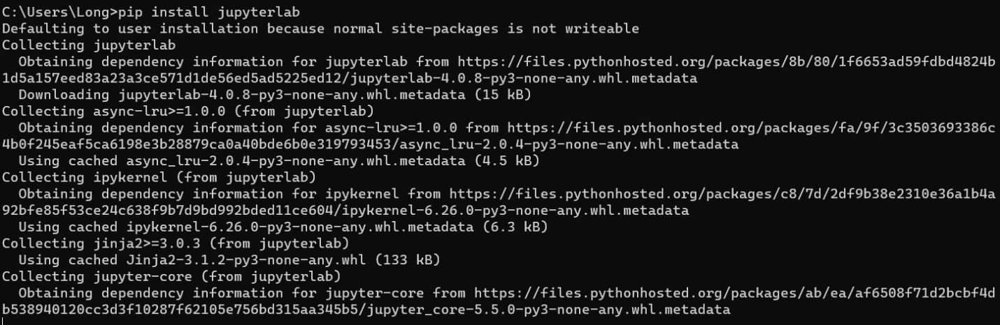 C:\Users\Long>pip install jupyterlab
Defaulting to user installation because normal site-packages is not writeable
Collecting jupyterlab
  Obtaining dependency information for jupyterlab from https://files.pythonhosted.org/packages/8b/80/1f6653ad59fdbd4824b
1d5a157eed83a23a3ce571d1de56ed5ad5225ed12/jupyterlab-4.0.8-py3-none-any.whl.metadata
  Downloading jupyterlab-4.0.8-py3-none-any.whl.metadata (15 kB)
Collecting async-lru>=1.0.0 (from jupyterlab)
  Obtaining dependency information for async-lru>=1.0.0 from https://files.pythonhosted.org/packages/fa/9f/3c3503693386c
4b0f245eaf5ca6198e3b28879ca0a40bde6b0e319793453/async_lru-2.0.4-py3-none-any.whl.metadata
  Using cached async_lru-2.0.4-py3-none-any.whl.metadata (4.5 kB)
Collecting ipykernel (from jupyterlab)
  Obtaining dependency information for ipykernel from https://files.pythonhosted.org/packages/c8/7d/2df9b38e2310e36a1b4a
92bfe85f53ce24c638f9b7d9bd992bded11ce604/ipykernel-6.26.0-py3-none-any.whl.metadata
  Using cached ipykernel-6.26.0-py3-none-any.whl.metadata (6.3 kB)
Collecting jinja2>=3.0.3 (from jupyterlab)
  Using cached Jinja2-3.1.2-py3-none-any.whl (133 kB)
Collecting jupyter-core (from jupyterlab)
  Obtaining dependency information for jupyter-core from https://files.pythonhosted.org/packages/ab/ea/af6508f71d2bcbf4d
b538940120cc3d3f10287f62105e756bd315aa345b5/jupyter_core-5.5.0-py3-none-any.whl.metadata